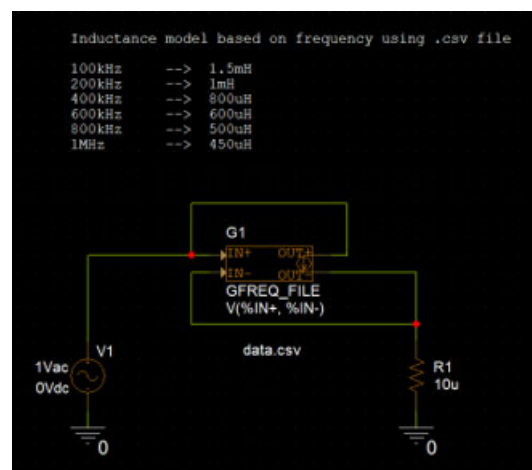 Inductance model based on frequency using .csv file
100kHz --> 1.5mH
200kHz --> 1mH
400kHz --> 800uH
600kHz --> 600uH
800kHz --> 500uH
1MHz --> 450uH
G1
IN+ OUT+
IN- OUT-
GFREQ_FILE
V(%IN+, %IN-)
data.csv
V1
1Vac
0Vdc
R1
10u
0
0